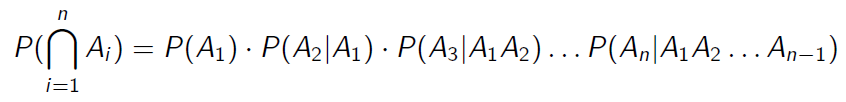 P(⋂_{i=1}^{n} A_i) = P(A_1) · P(A_2|A_1) · P(A_3|A_1A_2) … P(A_n|A_1A_2 … A_{n−1})